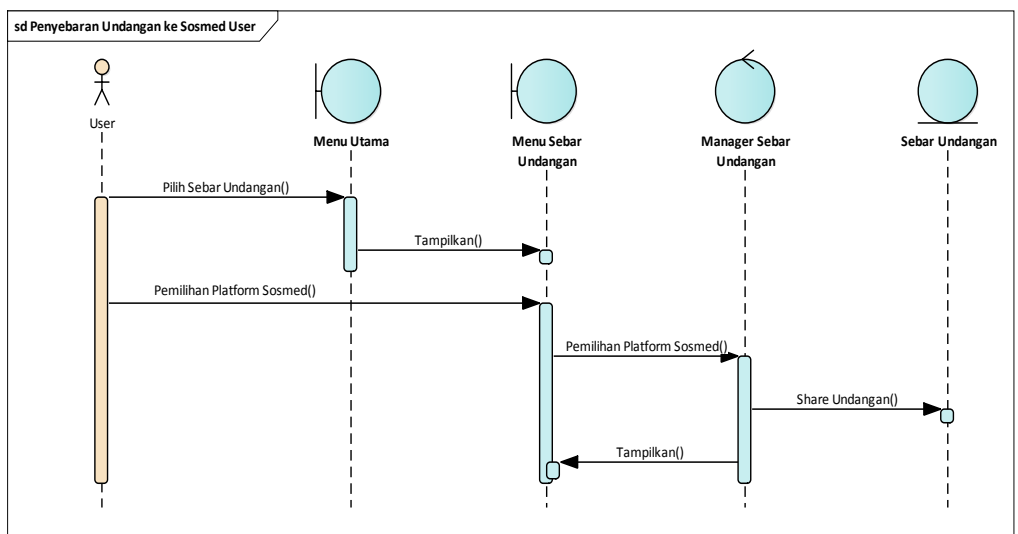 sd Penyebaran Undangan ke Sosmed User
User
Menu Utama
Menu Sebar
Undangan
Manager Sebar
Undangan
Sebar Undangan
Pilih Sebar Undangan()
Tampilkan()
Pemilihan Platform Sosmed()
Pemilihan Platform Sosmed()
Share Undangan()
Tampilkan()